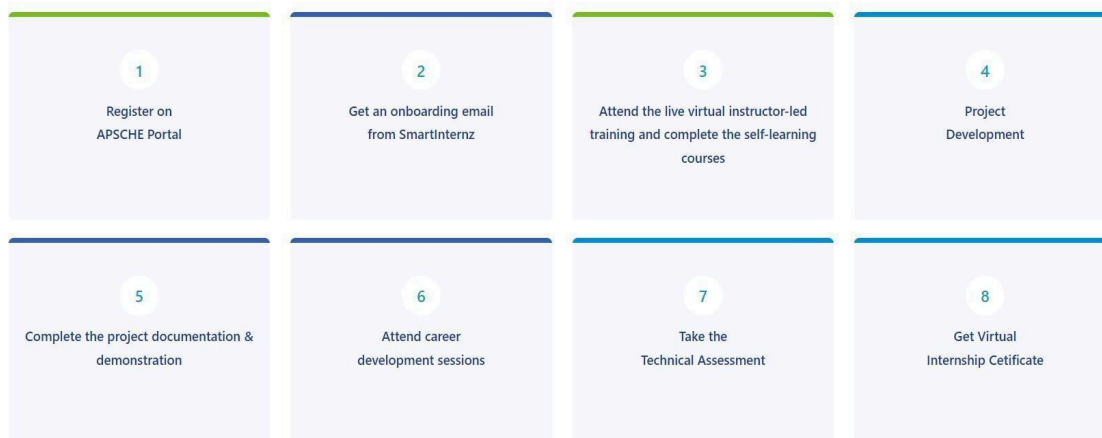 1
Register on
APSCHE Portal
2
Get an onboarding email
from SmartInternz
3
Attend the live virtual instructor-led
training and complete the self-learning
courses
4
Project
Development
5
Complete the project documentation &
demonstration
6
Attend career
development sessions
7
Take the
Technical Assessment
8
Get Virtual
Internship Cetificate